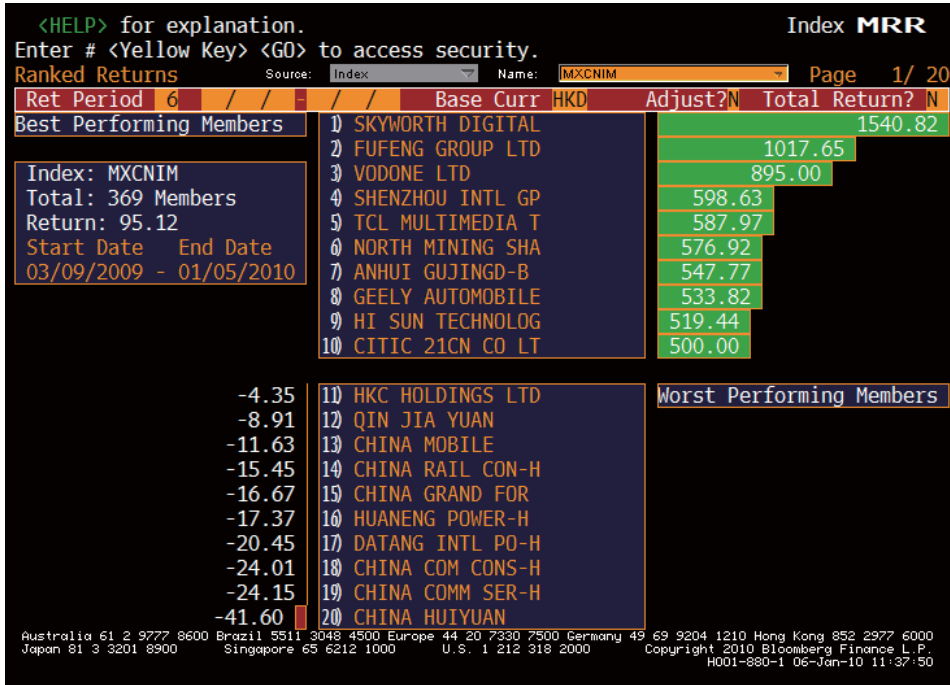 <HELP> for explanation. Index MRR
Enter # <Yellow Key> <GO> to access security.
Ranked Returns Source: Index Name: MXCNIM Page 1/ 20
Ret Period 6 / / - / / Base Curr HKD Adjust?N Total Return? N
Best Performing Members 1) SKYWORTH DIGITAL 1540.82
2) FUFENG GROUP LTD 1017.65
Index: MXCNIM 3) VODONE LTD 895.00
Total: 369 Members 4) SHENZHOU INTL GP 598.63
Return: 95.12 5) TCL MULTIMEDIA T 587.97
Start Date End Date 6) NORTH MINING SHA 576.92
03/09/2009 - 01/05/2010 7) ANHUI GUJINGD-B 547.77
8) GEELY AUTOMOBILE 533.82
9) HI SUN TECHNOLOG 519.44
10) CITIC 21CN CO LT 500.00
-4.35 11) HKC HOLDINGS LTD Worst Performing Members
-8.91 12) QIN JIA YUAN
-11.63 13) CHINA MOBILE
-15.45 14) CHINA RAIL CON-H
-16.67 15) CHINA GRAND FOR
-17.37 16) HUANENG POWER-H
-20.45 17) DATANG INTL PO-H
-24.01 18) CHINA COM CONS-H
-24.15 19) CHINA COMM SER-H
-41.60 20) CHINA HUIYUAN
Australia 61 2 9777 8600 Brazil 5511 3048 4500 Europe 44 20 7330 7500 Germany 49 69 9204 1210 Hong Kong 852 2977 6000
Japan 81 3 3201 8900 Singapore 65 6212 1000 U.S. 1 212 318 2000 Copyright 2010 Bloomberg Finance L.P.
H001-880-1 06-Jan-10 11:37:50